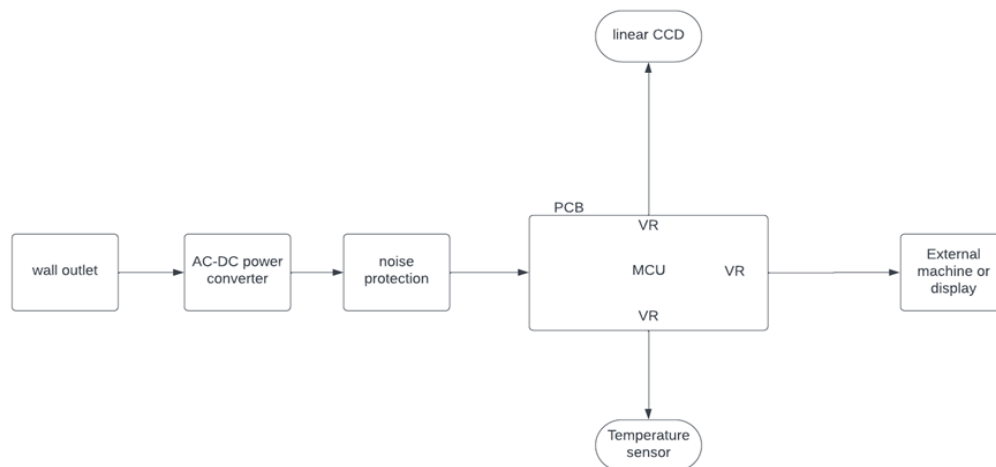 linear CCD
PCB
VR
wall outlet
AC-DC power
converter
noise
protection
MCU
VR
External
machine or
display
VR
Temperature
sensor